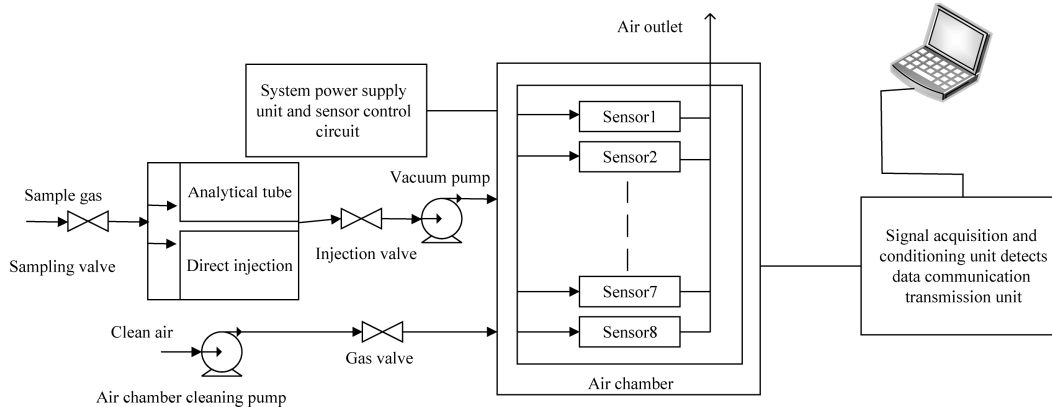 Air outlet
System power supply
unit and sensor control
circuit
Sensor1
Sensor2
Sensor7
Sensor8
Air chamber
Sample gas
Sampling valve
Analytical tube
Direct injection
Injection valve
Vacuum pump
Clean air
Air chamber cleaning pump
Gas valve
Signal acquisition and
conditioning unit detects
data communication
transmission unit